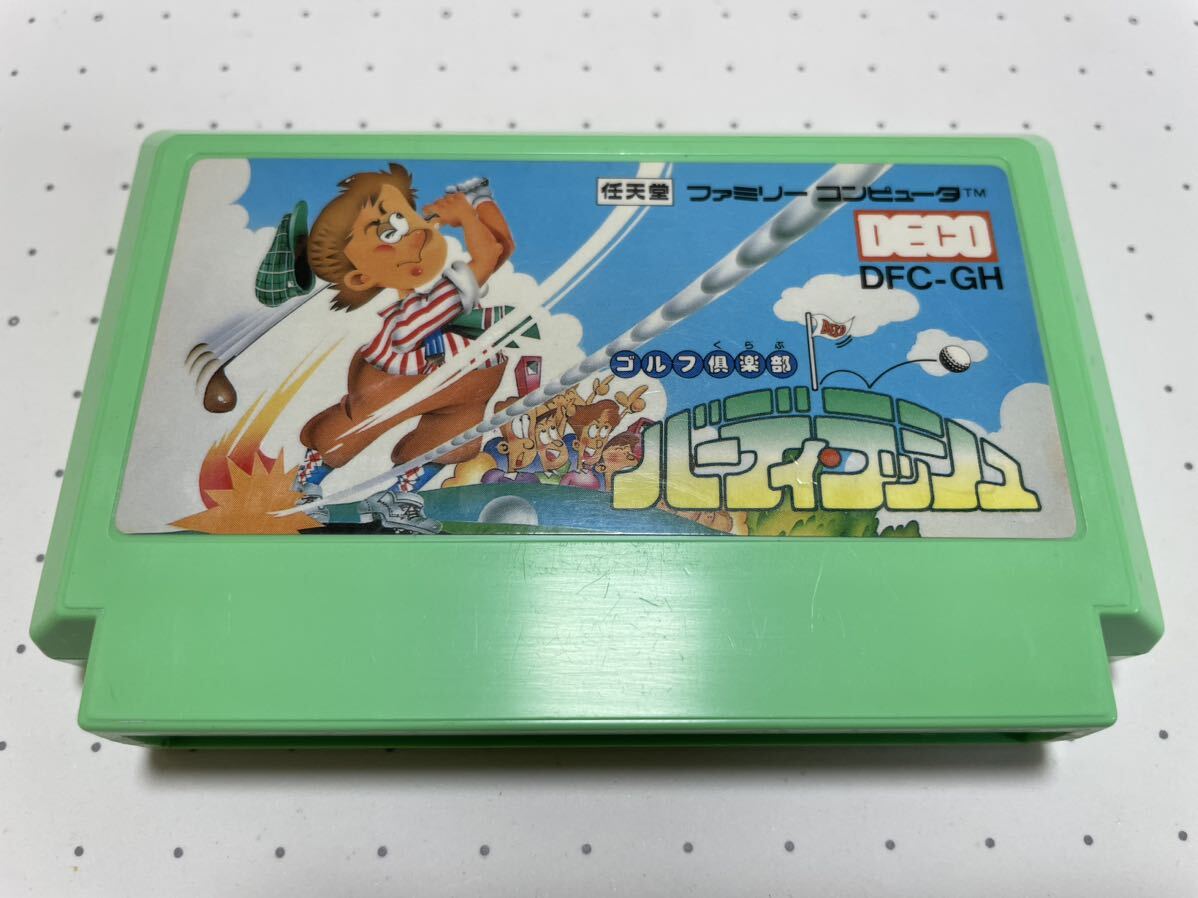 任天堂 ファミリー コンピュータ™
DECO
DFC-GH
くらぶ
ゴルフ倶楽部
DECO
バーディ・ラッシュ